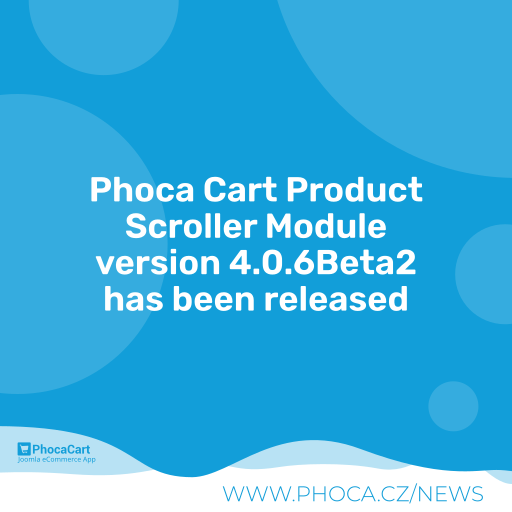 Phoca Cart Product
Scroller Module
version 4.0.6Beta2
has been released
PhocaCart
Joomla eCommerce App
WWW.PHOCA.CZ/NEWS